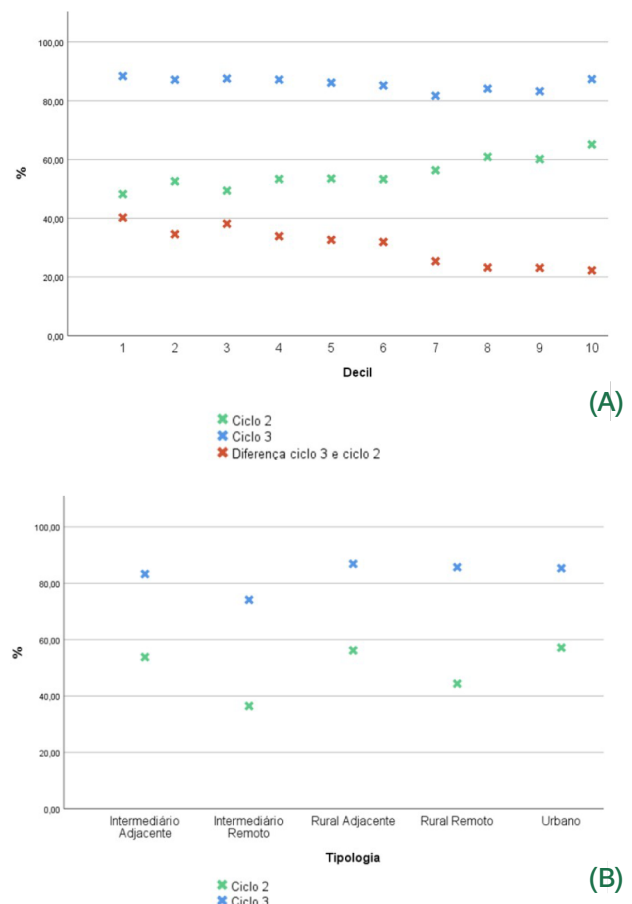 100,00
80,00
60,00
%
40,00
20,00
0,00
1 2 3 4 5 6 7 8 9 10
Decil
(A)
Ciclo 2
Ciclo 3
Diferença ciclo 3 e ciclo 2
100,00
80,00
60,00
%
40,00
20,00
0,00
Intermediário Intermediário Rural Adjacente Rural Remoto Urbano
Adjacente Remoto
Tipologia
(B)
Ciclo 2
Ciclo 3